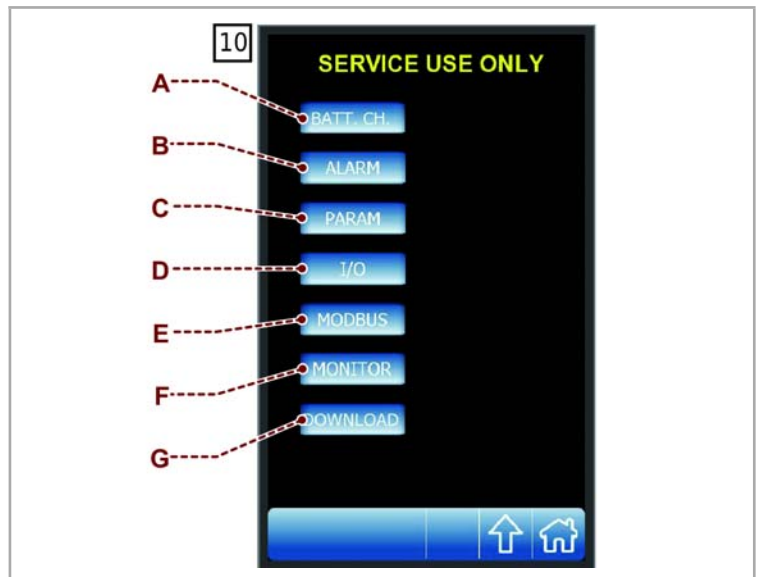 10
SERVICE USE ONLY
A
BATT. CH.
B
ALARM
C
PARAM
D
I/O
E
MODBUS
F
MONITOR
G
DOWNLOAD